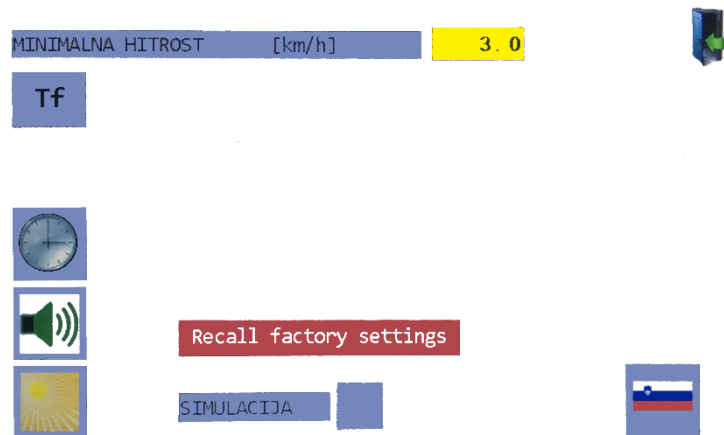 MINIMALNA HITROST [km/h] 3.0
Tf
Recall factory settings
SIMULACIJA